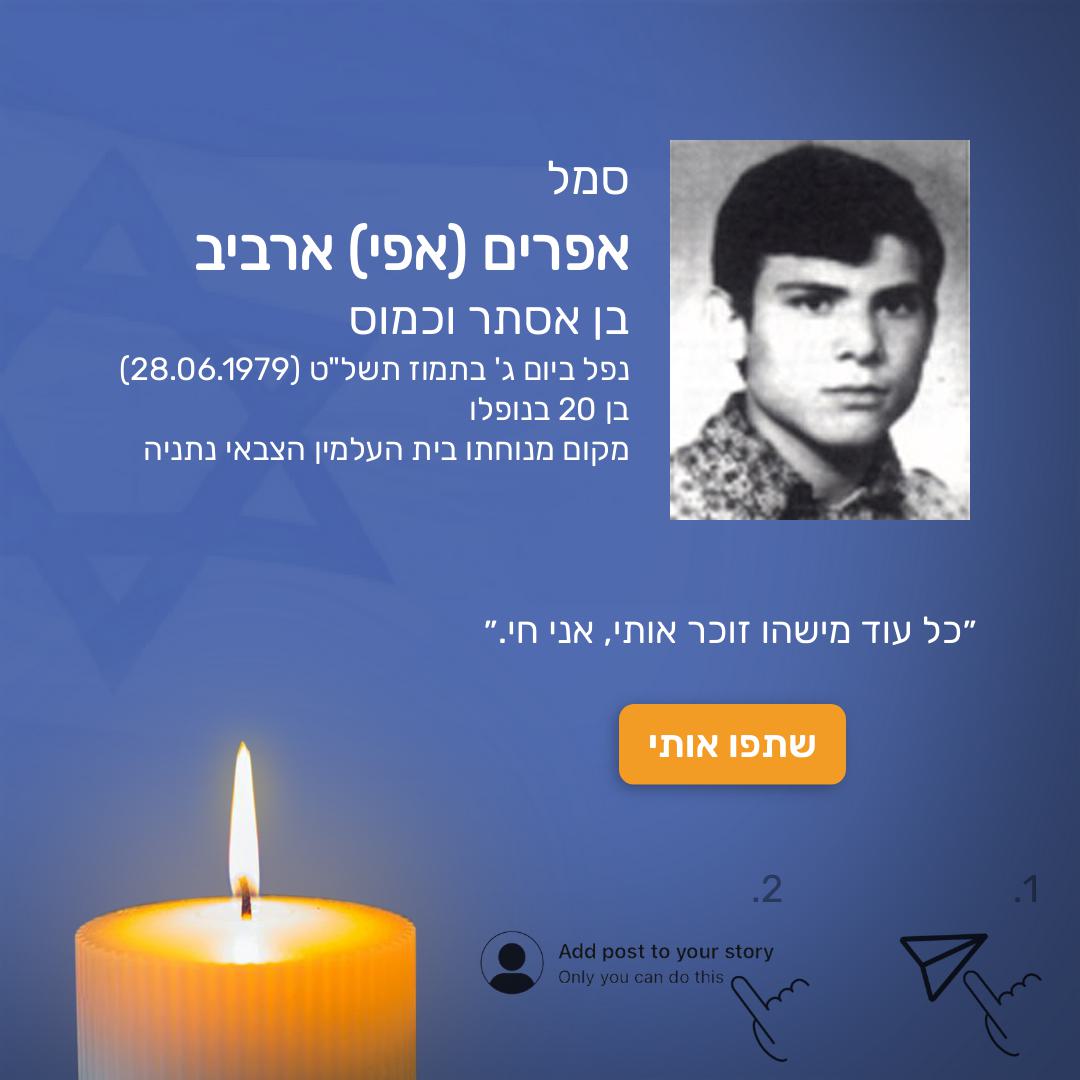 סמל
אפרים (אפי) ארביב
בן אסתר וכמוס
נפל ביום ג' בתמוז תשל"ט (28.06.1979)
בן 20 בנופלו
מקום מנוחתו בית העלמין הצבאי נתניה
״כל עוד מישהו זוכר אותי, אני חי.״
שתפו אותי
.1
.2
Add post to your story
Only you can do this